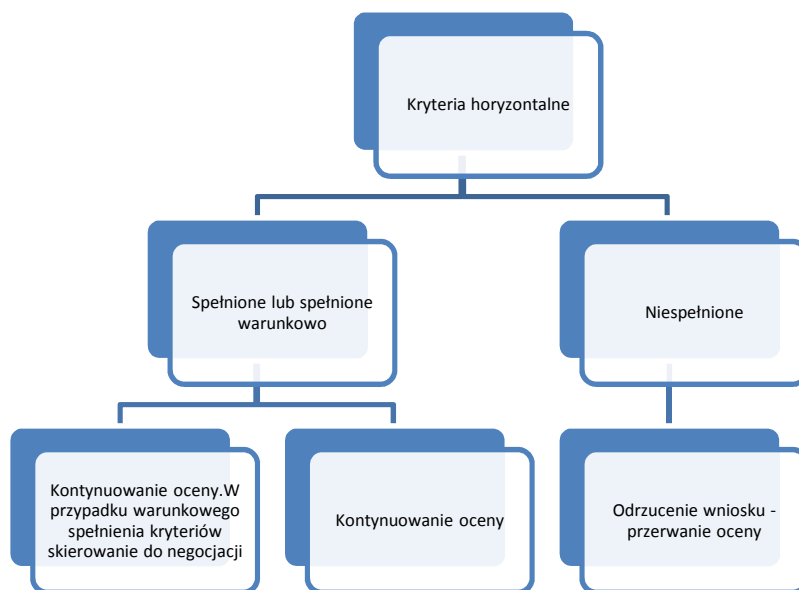 Kryteria horyzontalne
Spełnione lub spełnione
warunkowo
Niespełnione
Kontynuowanie oceny.W
przypadku warunkowego
spełnienia kryteriów
skierowanie do negocjacji
Kontynuowanie oceny
Odrzucenie wniosku -
przerwanie oceny